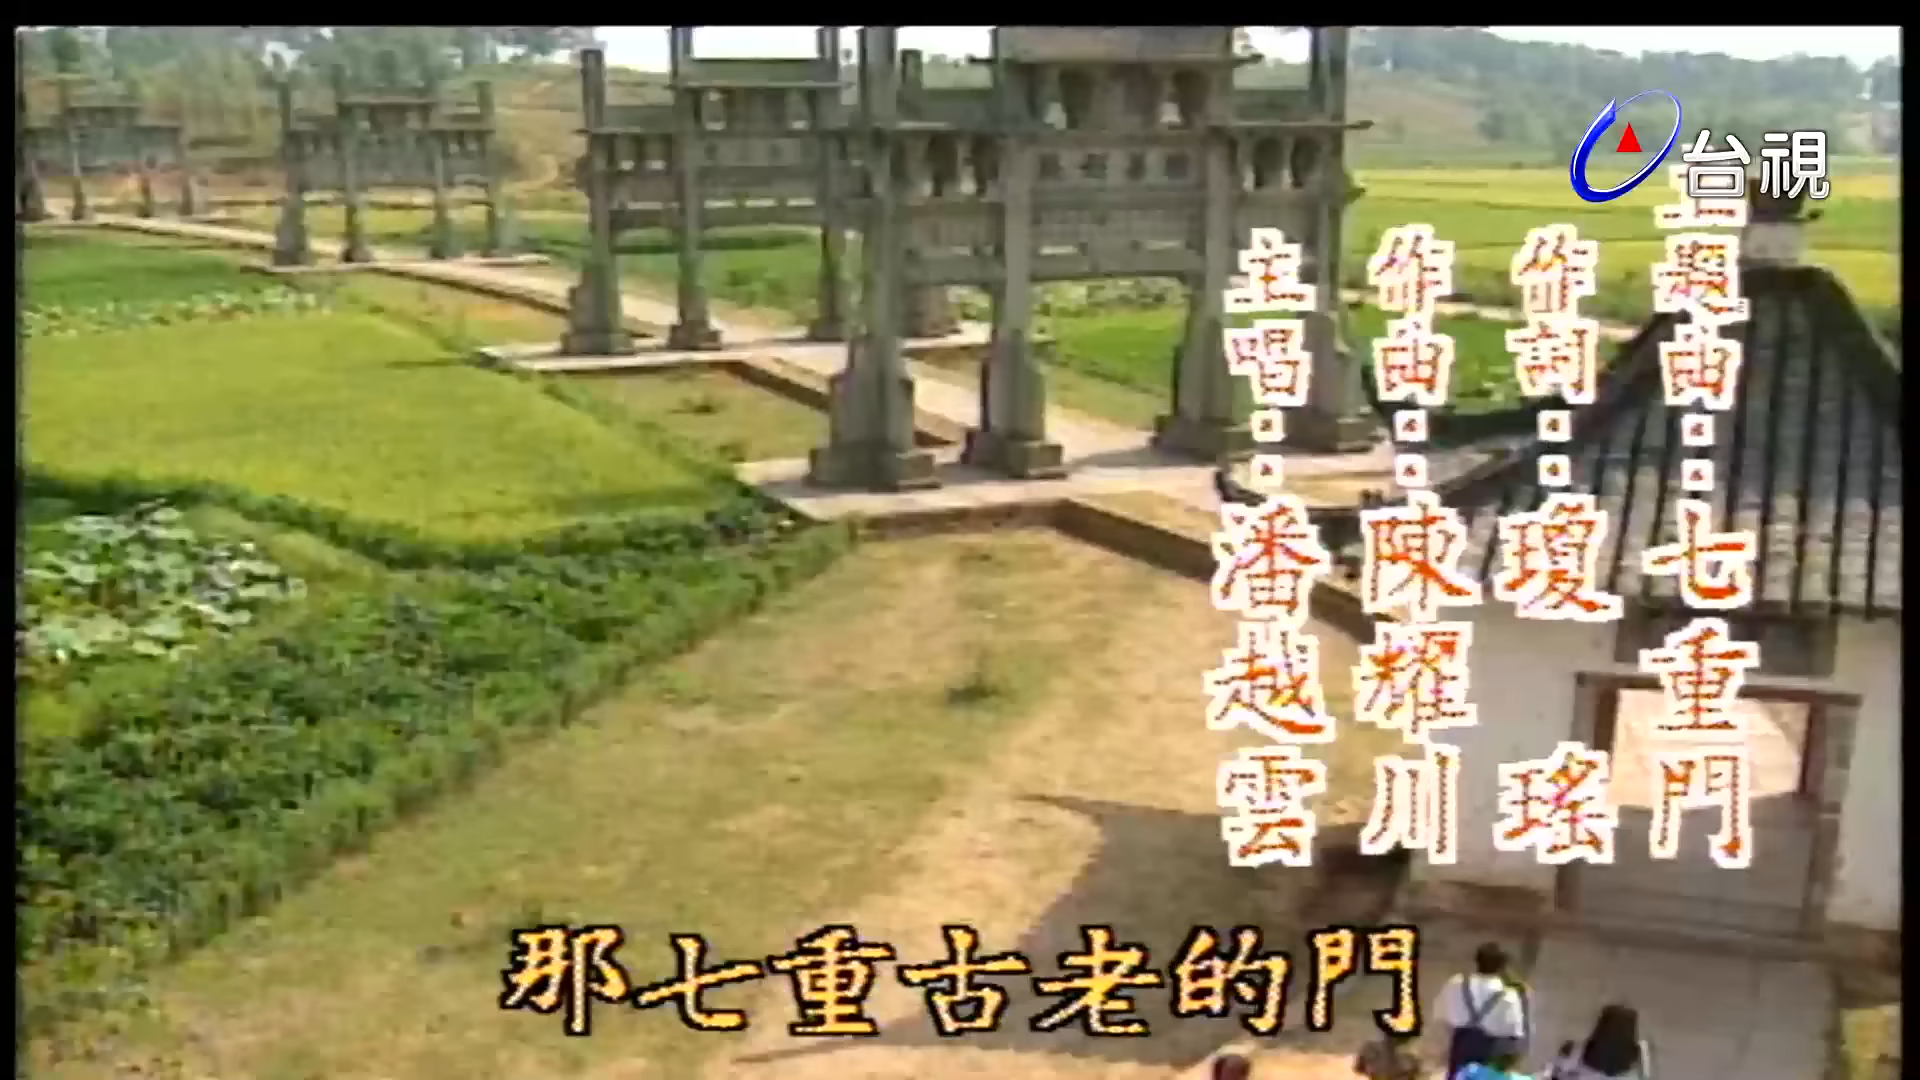 台視
主題曲：七重門
作詞：瓊瑤
作曲：陳耀川
主唱：潘越雲
那七重古老的門